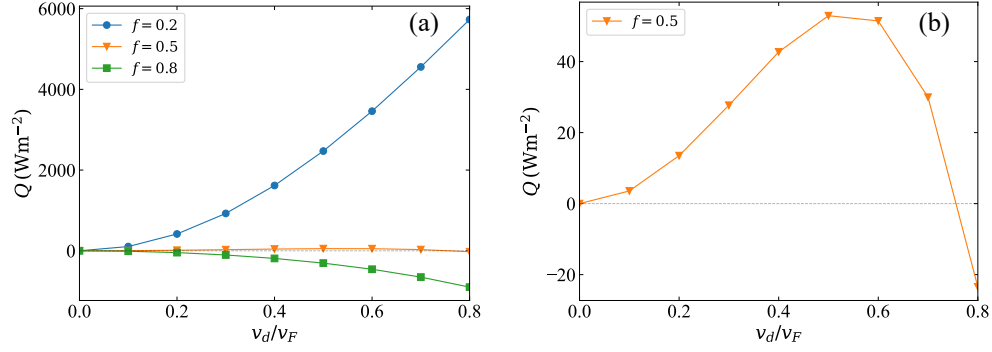 (a)
f = 0.2
f = 0.5
f = 0.8
6000
4000
2000
0
Q (Wm⁻²)
0.0 0.2 0.4 0.6 0.8
v_d/v_F
(b)
f = 0.5
40
20
0
−20
Q (Wm⁻²)
0.0 0.2 0.4 0.6 0.8
v_d/v_F